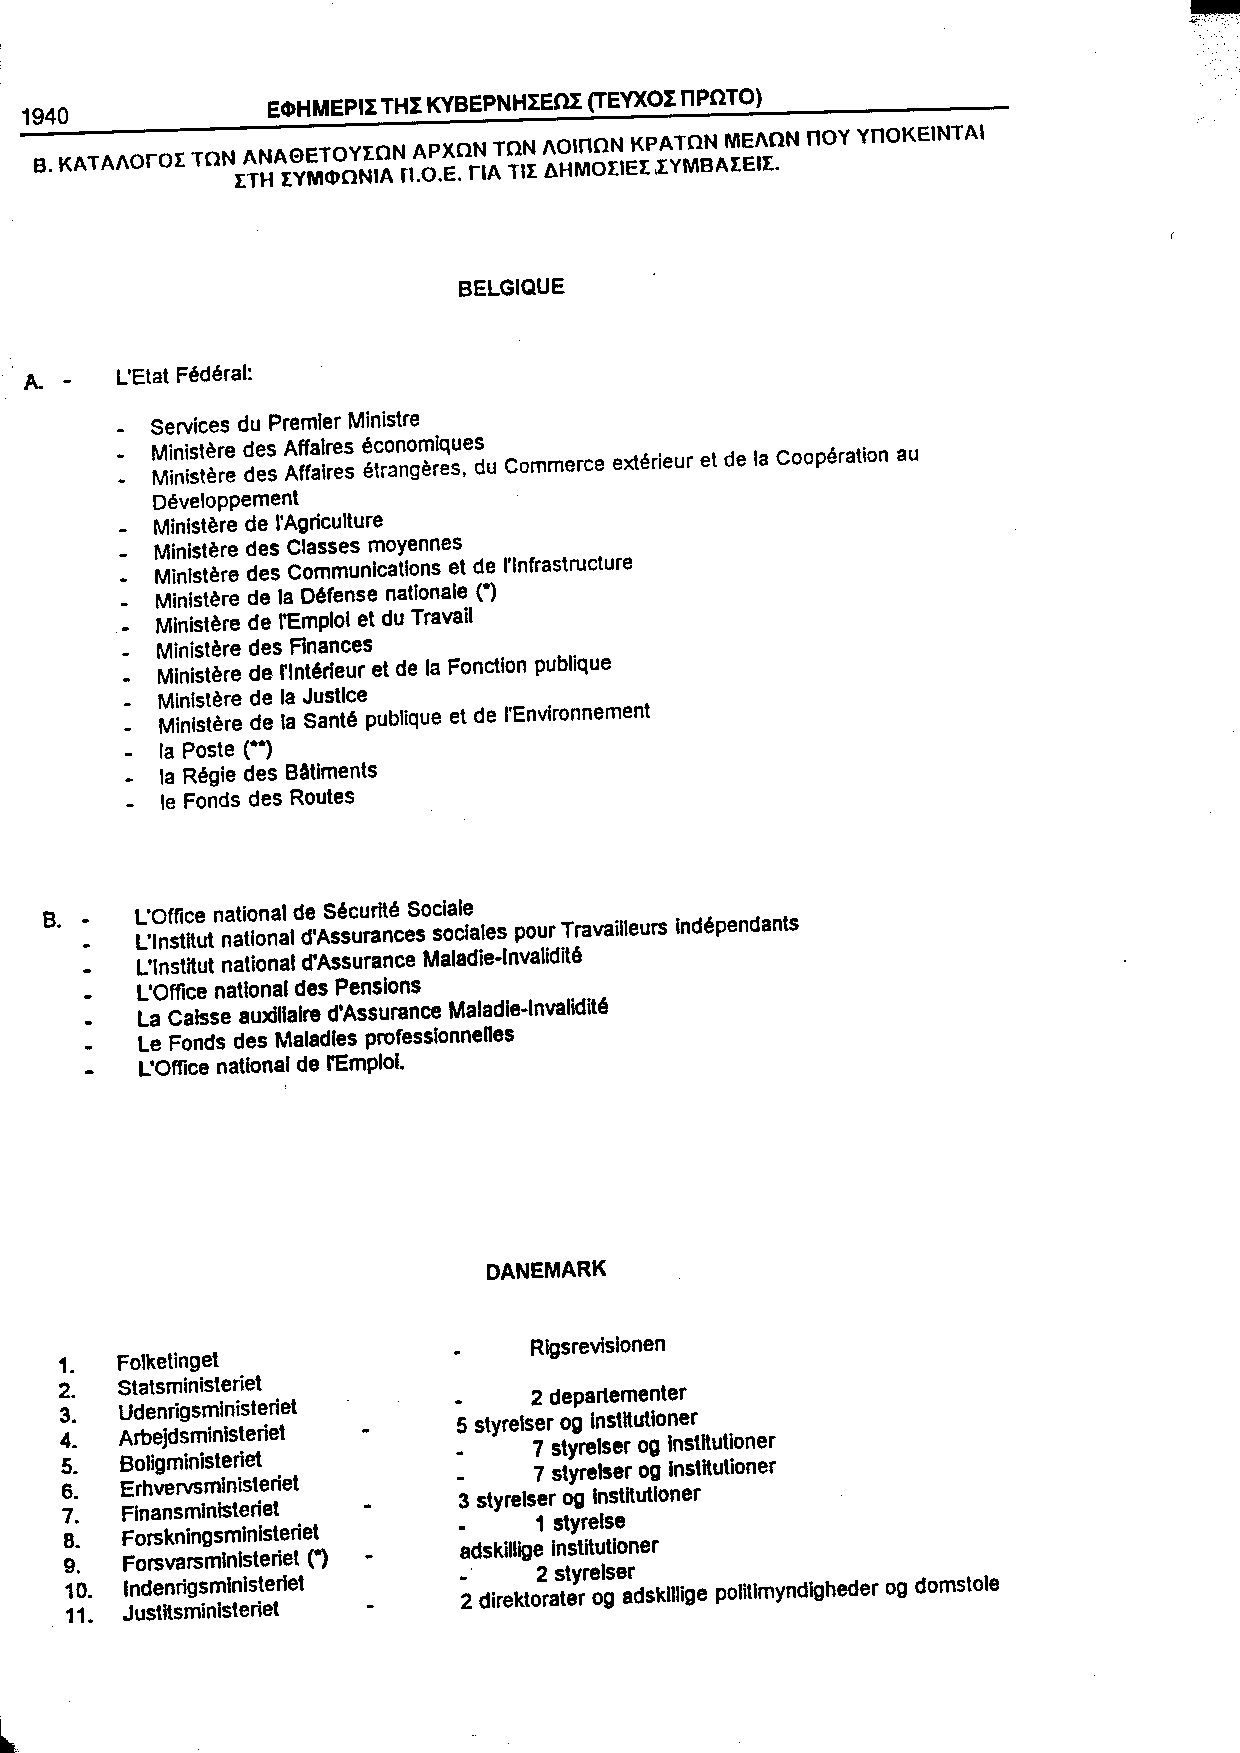 1940
ΕΦΗΜΕΡΙΣ ΤΗΣ ΚΥΒΕΡΝΗΣΕΩΣ (ΤΕΥΧΟΣ ΠΡΩΤΟ)
Β. ΚΑΤΑΛΟΓΟΣ ΤΩΝ ΑΝΑΘΕΤΟΥΣΩΝ ΑΡΧΩΝ ΤΩΝ ΛΟΙΠΩΝ ΚΡΑΤΩΝ ΜΕΛΩΝ ΠΟΥ ΥΠΟΚΕΙΝΤΑΙ
ΣΤΗ ΣΥΜΦΩΝΙΑ Π.Ο.Ε. ΓΙΑ ΤΙΣ ΔΗΜΟΣΙΕΣ ΣΥΜΒΑΣΕΙΣ.
BELGIQUE
A. - L'Etat Fédéral:
- Services du Premier Ministre
- Ministère des Affaires économiques
- Ministère des Affaires étrangères, du Commerce extérieur et de la Coopération au
Développement
- Ministère de l'Agriculture
- Ministère des Classes moyennes
- Ministère des Communications et de l'Infrastructure
- Ministère de la Défense nationale (*)
- Ministère de l'Emploi et du Travail
- Ministère des Finances
- Ministère de l'Intérieur et de la Fonction publique
- Ministère de la Justice
- Ministère de la Santé publique et de l'Environnement
- la Poste (**)
- la Régie des Bâtiments
- le Fonds des Routes
B. - L'Office national de Sécurité Sociale
- L'Institut national d'Assurances sociales pour Travailleurs indépendants
- L'Institut national d'Assurance Maladie-Invalidité
- L'Office national des Pensions
- La Caisse auxiliaire d'Assurance Maladie-Invalidité
- Le Fonds des Maladies professionnelles
- L'Office national de l'Emploi.
DANEMARK
1. Folketinget - Rigsrevisionen
2. Statsministeriet
3. Udenrigsministeriet - 2 departementer
4. Arbejdsministeriet - 5 styrelser og institutioner
5. Boligministeriet - 7 styrelser og institutioner
6. Erhvervsministeriet - 7 styrelser og institutioner
7. Finansministeriet - 3 styrelser og institutioner
8. Forskningsministeriet - 1 styrelse
9. Forsvarsministeriet (*) - adskillige institutioner
10. Indenrigsministeriet - 2 styrelser
11. Justitsministeriet - 2 direktorater og adskillige politimyndigheder og domstole